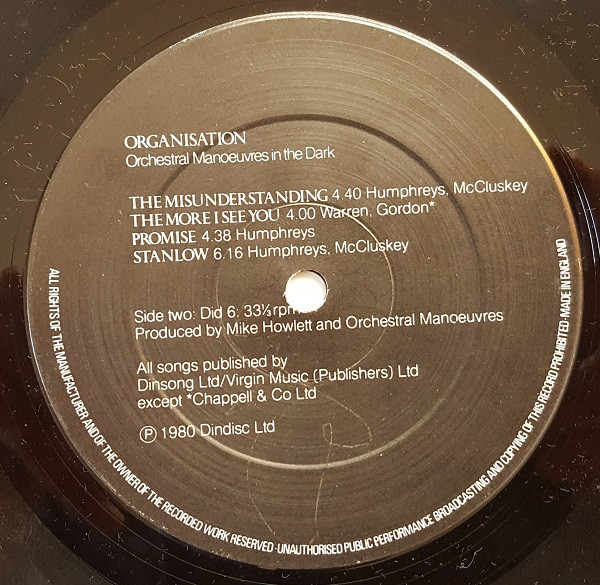 ORGANISATION
Orchestral Manoeuvres in the Dark
THE MISUNDERSTANDING 4.40 Humphreys, McCluskey
THE MORE I SEE YOU 4.00 Warren, Gordon*
PROMISE 4.38 Humphreys
STANLOW 6.16 Humphreys, McCluskey
Side two: Did 6: 33⅓rpm
Produced by Mike Howlett and Orchestral Manoeuvres
All songs published by
Dinsong Ltd/Virgin Music (Publishers) Ltd
except *Chappell & Co Ltd
Ⓟ 1980 Dindisc Ltd
ALL RIGHTS OF THE MANUFACTURER AND OF THE OWNER OF THE RECORDED WORK RESERVED·UNAUTHORISED PUBLIC PERFORMANCE BROADCASTING AND COPYING OF THIS RECORD PROHIBITED·MADE IN ENGLAND